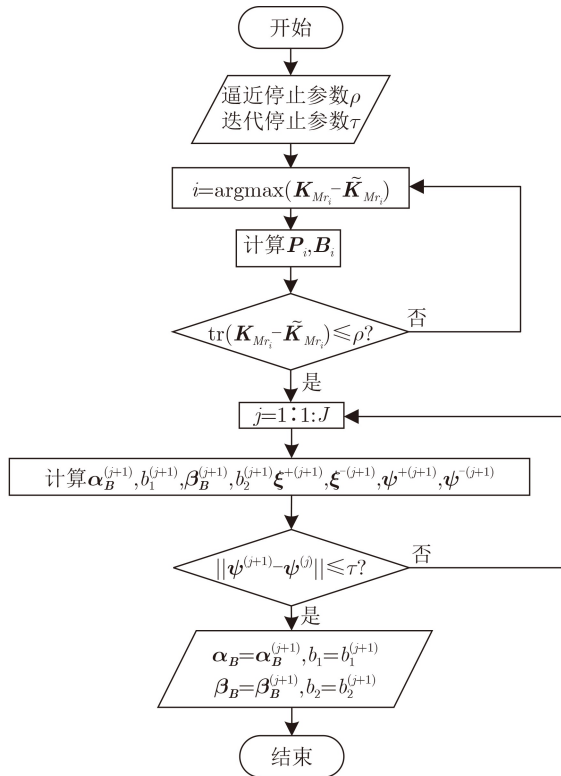 开始
逼近停止参数ρ
迭代停止参数τ
i=argmax(K_{Mr_i}-K̃_{Mr_i})
计算P_i,B_i
tr(K_{Mr_i}-K̃_{Mr_i})≤ρ?
否
是
j=1∶1:J
计算α_B^{(j+1)},b_1^{(j+1)},β_B^{(j+1)},b_2^{(j+1)}ξ^{+(j+1)},ξ^{-(j+1)},ψ^{+(j+1)},ψ^{-(j+1)}
||ψ^{(j+1)}-ψ^{(j)}||≤τ?
否
是
α_B=α_B^{(j+1)},b_1=b_1^{(j+1)}
β_B=β_B^{(j+1)},b_2=b_2^{(j+1)}
结束